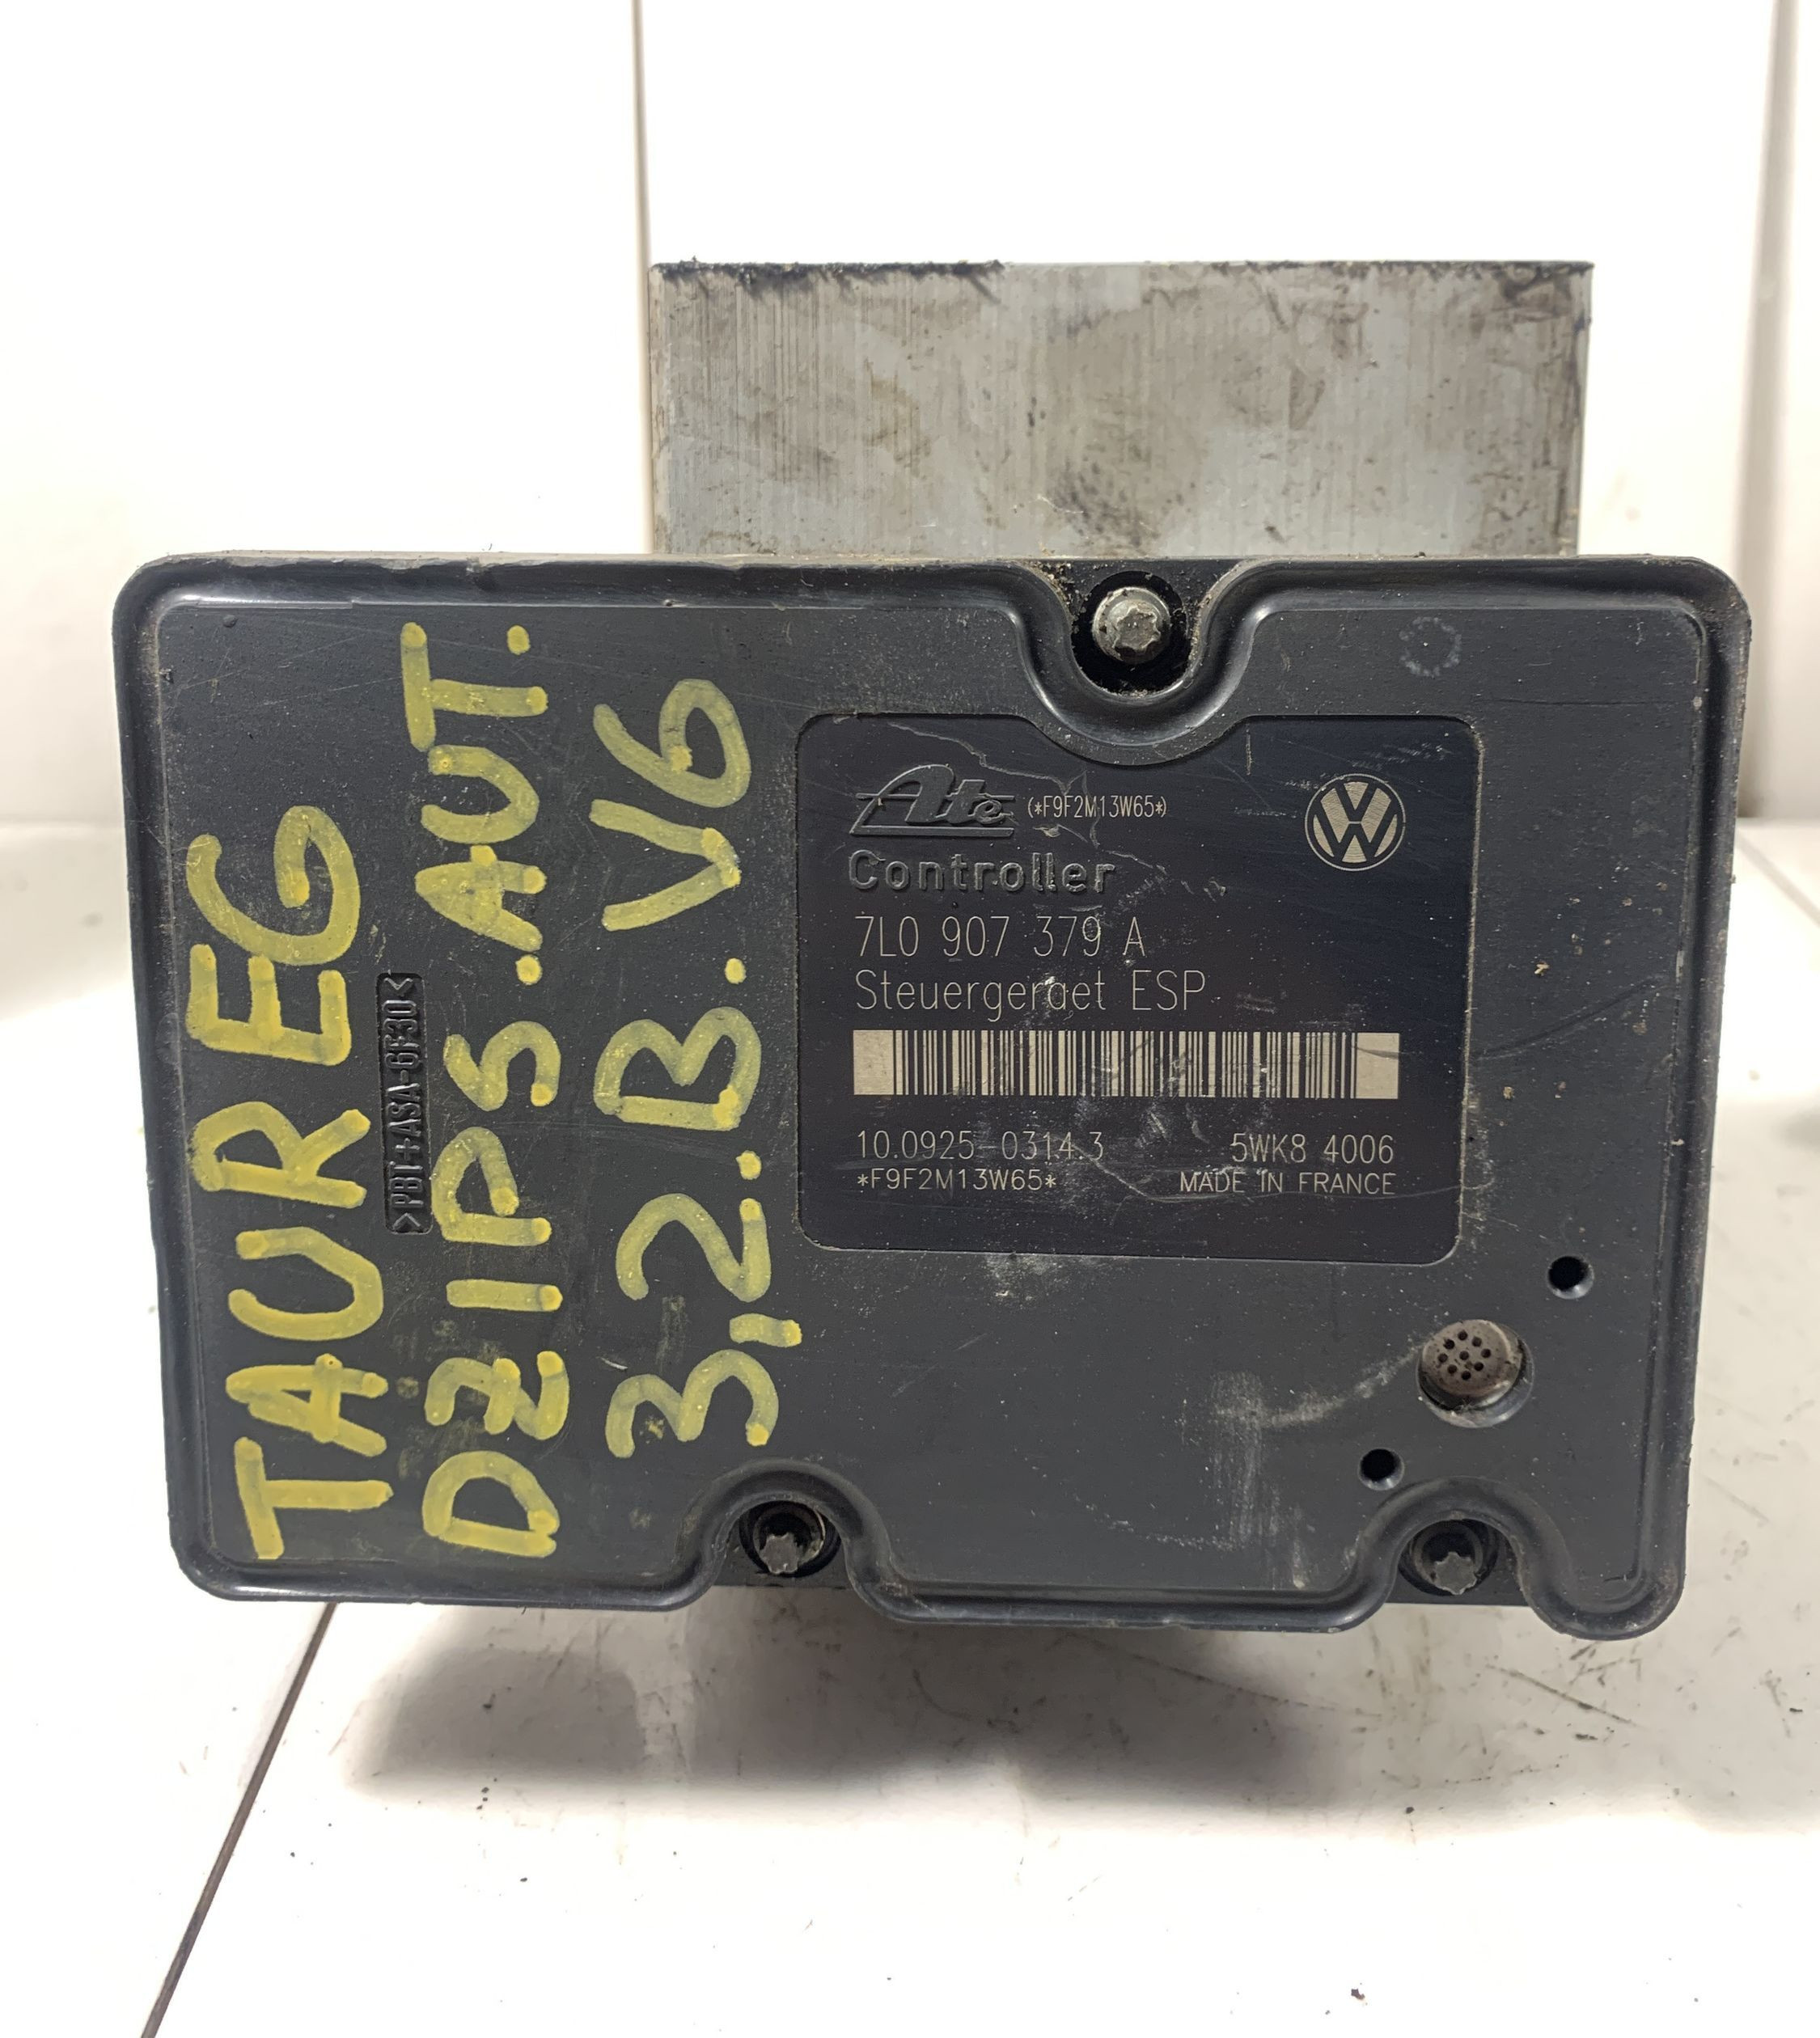 TAUREG
D21PS.AUT.
3,2.B.V6
>PBT+ASA-GF30<
Ate (*F9F2M13W65*)
Controller
7L0 907 379 A
Steuergeraet ESP
10.0925-0314.3 5WK8 4006
*F9F2M13W65* MADE IN FRANCE